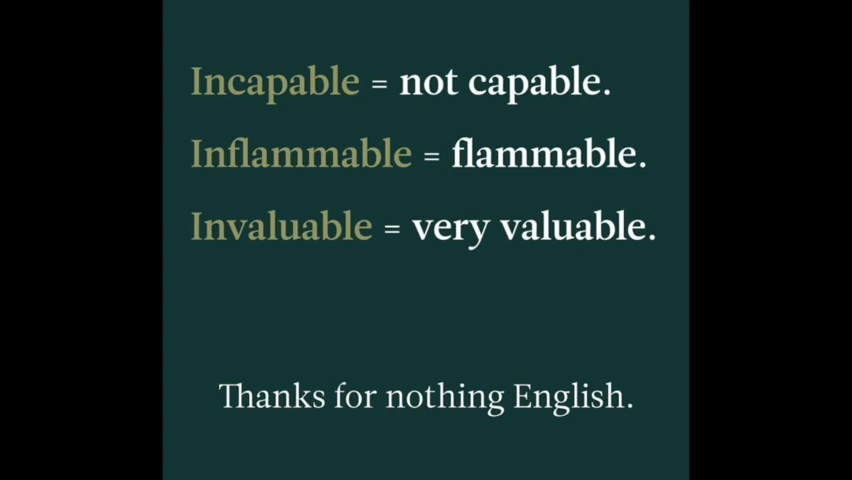 Incapable = not capable.
Inflammable = flammable.
Invaluable = very valuable.
Thanks for nothing English.